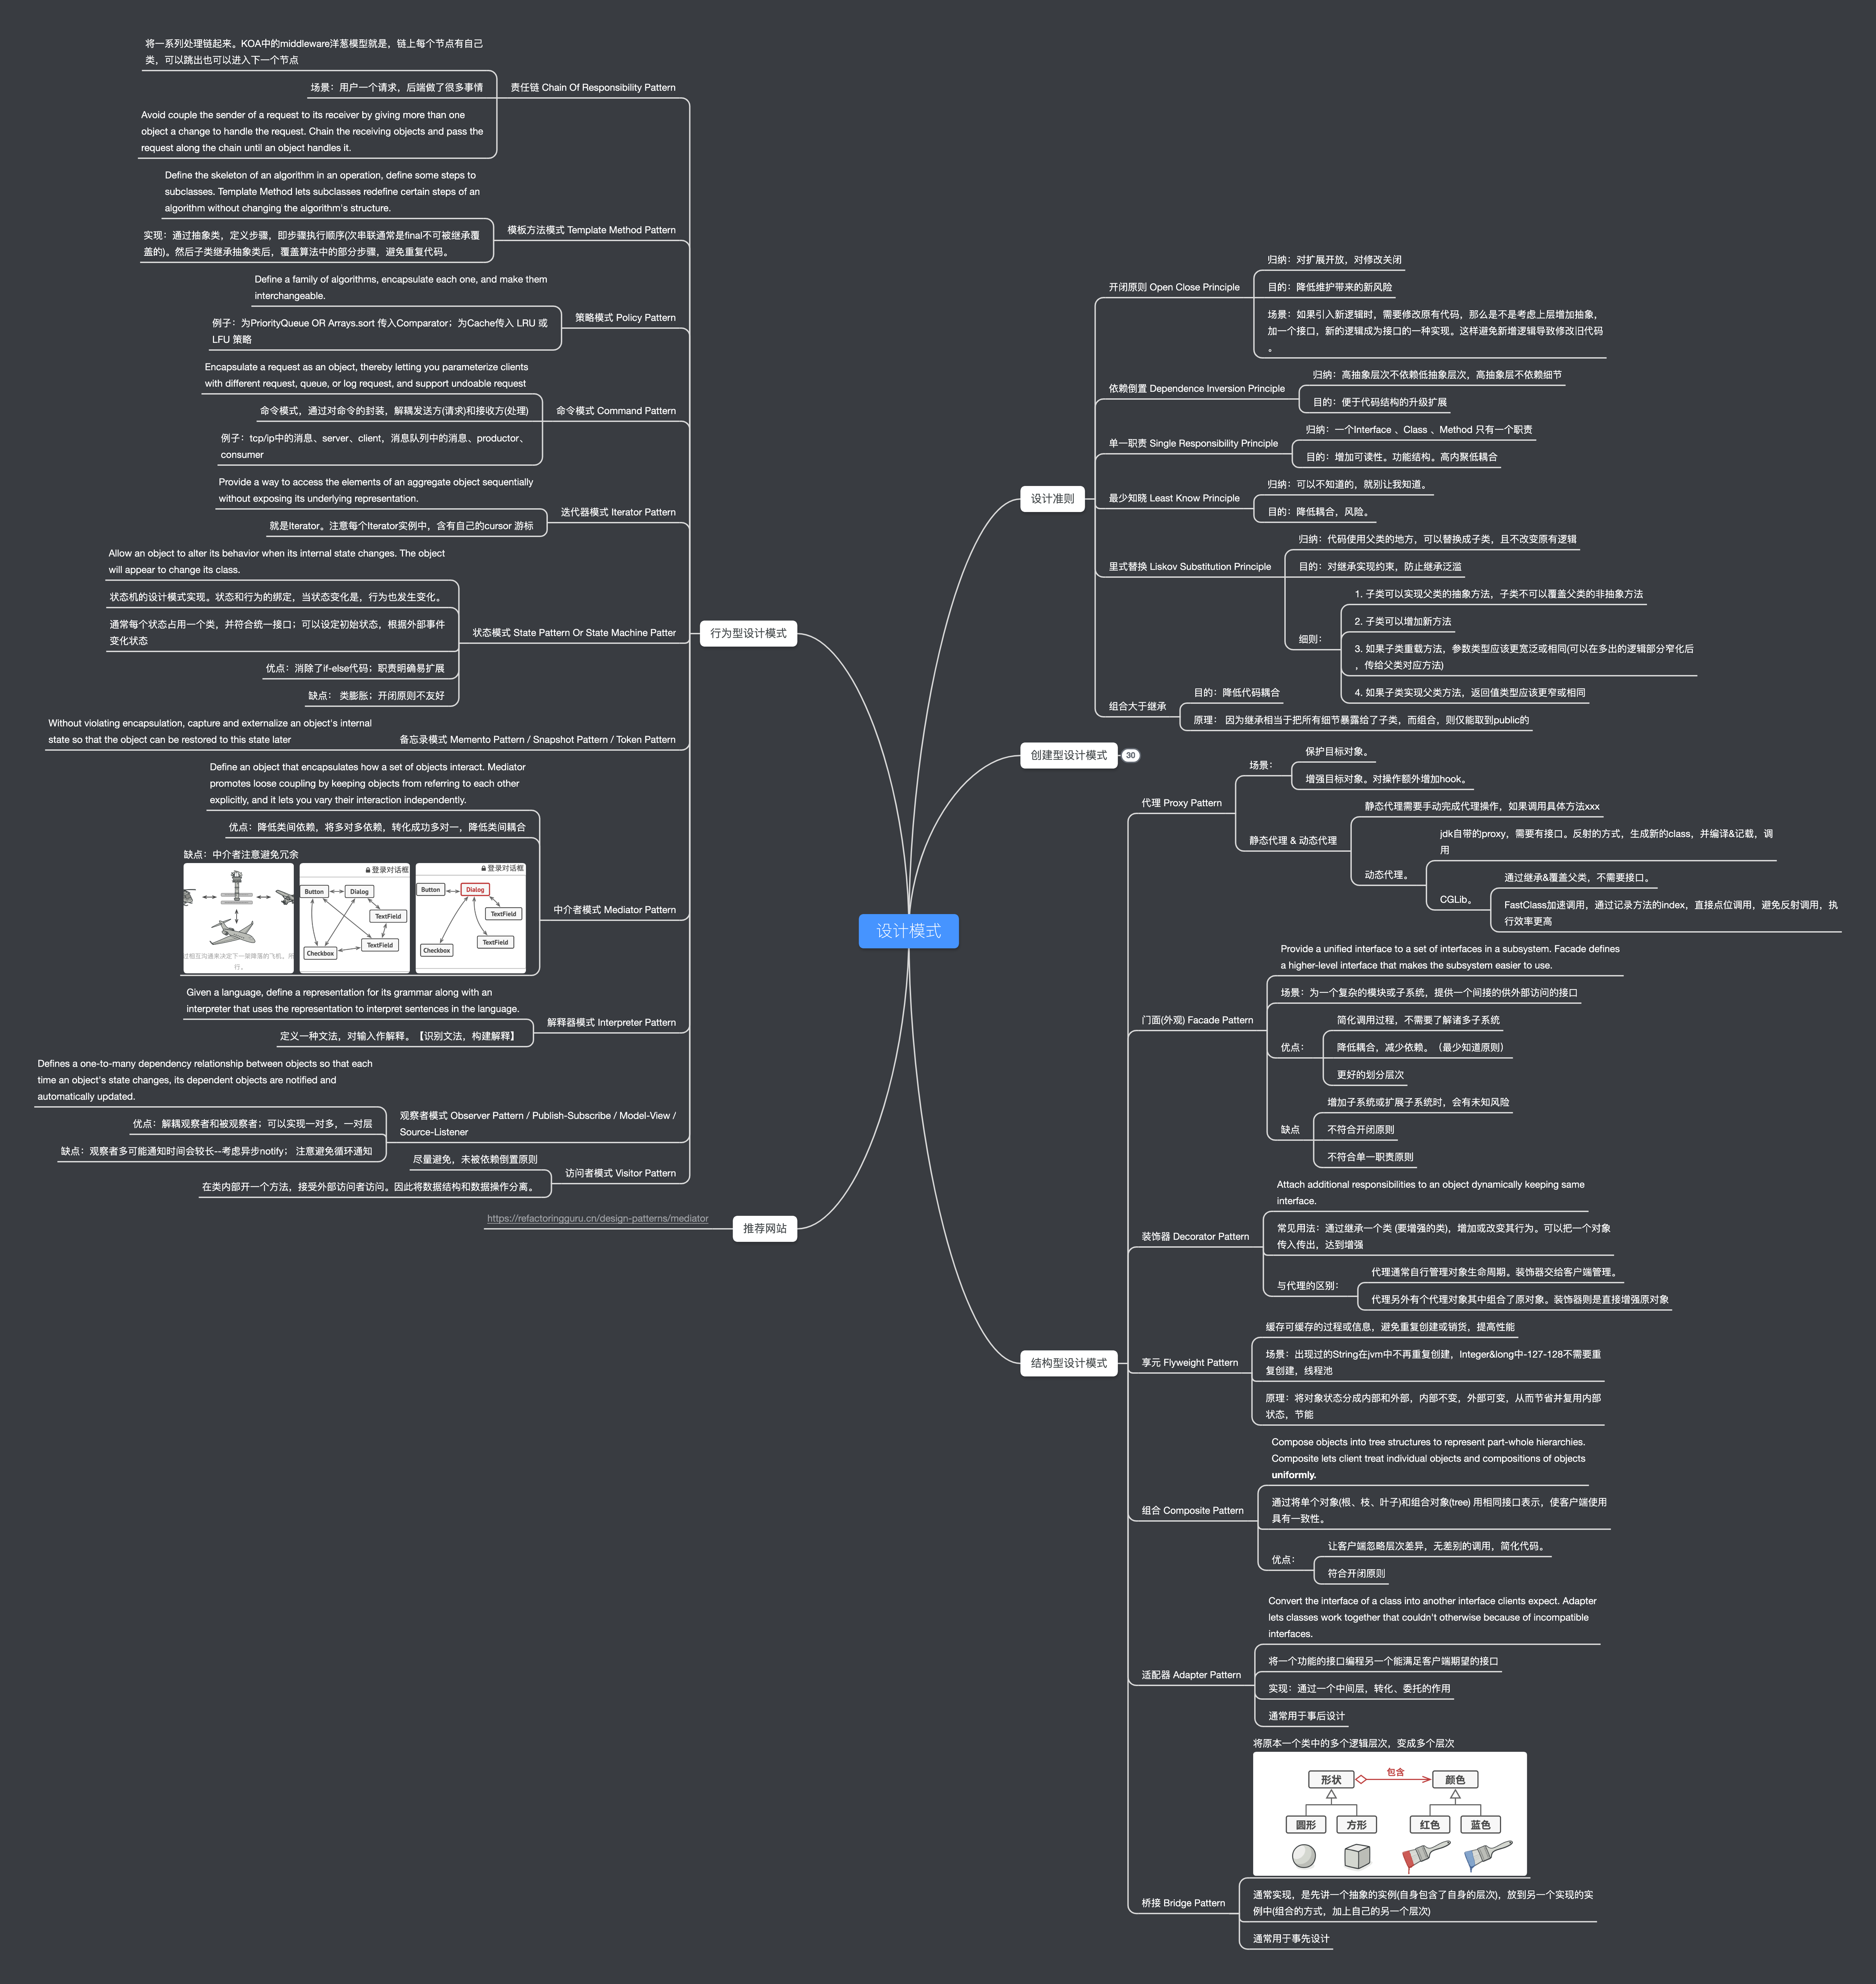 设计模式
设计准则
开闭原则 Open Close Principle
归纳：对扩展开放，对修改关闭
目的：降低维护带来的新风险
场景：如果引入新逻辑时，需要修改原有代码，那么是不是考虑上层增加抽象，
加一个接口，新的逻辑成为接口的一种实现。这样避免新增逻辑导致修改旧代码
。
依赖倒置 Dependence Inversion Principle
归纳：高抽象层次不依赖低抽象层次，高抽象层不依赖细节
目的：便于代码结构的升级扩展
单一职责 Single Responsibility Principle
归纳：一个Interface 、Class 、Method 只有一个职责
目的：增加可读性。功能结构。高内聚低耦合
最少知晓 Least Know Principle
归纳：可以不知道的，就别让我知道。
目的：降低耦合，风险。
里式替换 Liskov Substitution Principle
归纳：代码使用父类的地方，可以替换成子类，且不改变原有逻辑
目的：对继承实现约束，防止继承泛滥
细则：
1. 子类可以实现父类的抽象方法，子类不可以覆盖父类的非抽象方法
2. 子类可以增加新方法
3. 如果子类重载方法，参数类型应该更宽泛或相同(可以在多出的逻辑部分窄化后
，传给父类对应方法)
4. 如果子类实现父类方法，返回值类型应该更窄或相同
组合大于继承
目的：降低代码耦合
原理： 因为继承相当于把所有细节暴露给了子类，而组合，则仅能取到public的
创建型设计模式
30
结构型设计模式
代理 Proxy Pattern
场景：
保护目标对象。
增强目标对象。对操作额外增加hook。
静态代理 & 动态代理
静态代理需要手动完成代理操作，如果调用具体方法xxx
动态代理。
jdk自带的proxy，需要有接口。反射的方式，生成新的class，并编译&记载，调
用
CGLib。
通过继承&覆盖父类，不需要接口。
FastClass加速调用，通过记录方法的index，直接点位调用，避免反射调用，执
行效率更高
门面(外观) Facade Pattern
Provide a unified interface to a set of interfaces in a subsystem. Facade defines
a higher-level interface that makes the subsystem easier to use.
场景：为一个复杂的模块或子系统，提供一个间接的供外部访问的接口
优点：
简化调用过程，不需要了解诸多子系统
降低耦合，减少依赖。（最少知道原则）
更好的划分层次
缺点
增加子系统或扩展子系统时，会有未知风险
不符合开闭原则
不符合单一职责原则
装饰器 Decorator Pattern
Attach additional responsibilities to an object dynamically keeping same
interface.
常见用法：通过继承一个类 (要增强的类)，增加或改变其行为。可以把一个对象
传入传出，达到增强
与代理的区别：
代理通常自行管理对象生命周期。装饰器交给客户端管理。
代理另外有个代理对象其中组合了原对象。装饰器则是直接增强原对象
享元 Flyweight Pattern
缓存可缓存的过程或信息，避免重复创建或销货，提高性能
场景：出现过的String在jvm中不再重复创建，Integer&long中-127-128不需要重
复创建，线程池
原理：将对象状态分成内部和外部，内部不变，外部可变，从而节省并复用内部
状态，节能
组合 Composite Pattern
Compose objects into tree structures to represent part-whole hierarchies.
Composite lets client treat individual objects and compositions of objects
uniformly.
通过将单个对象(根、枝、叶子)和组合对象(tree) 用相同接口表示，使客户端使用
具有一致性。
优点：
让客户端忽略层次差异，无差别的调用，简化代码。
符合开闭原则
适配器 Adapter Pattern
Convert the interface of a class into another interface clients expect. Adapter
lets classes work together that couldn't otherwise because of incompatible
interfaces.
将一个功能的接口编程另一个能满足客户端期望的接口
实现：通过一个中间层，转化、委托的作用
通常用于事后设计
桥接 Bridge Pattern
将原本一个类中的多个逻辑层次，变成多个层次
形状
包含
颜色
圆形
方形
红色
蓝色
通常实现，是先讲一个抽象的实例(自身包含了自身的层次)，放到另一个实现的实
例中(组合的方式，加上自己的另一个层次)
通常用于事先设计
行为型设计模式
责任链 Chain Of Responsibility Pattern
将一系列处理链起来。KOA中的middleware洋葱模型就是，链上每个节点有自己
类，可以跳出也可以进入下一个节点
场景：用户一个请求，后端做了很多事情
Avoid couple the sender of a request to its receiver by giving more than one
object a change to handle the request. Chain the receiving objects and pass the
request along the chain until an object handles it.
模板方法模式 Template Method Pattern
Define the skeleton of an algorithm in an operation, define some steps to
subclasses. Template Method lets subclasses redefine certain steps of an
algorithm without changing the algorithm's structure.
实现：通过抽象类，定义步骤，即步骤执行顺序(次串联通常是final不可被继承覆
盖的)。然后子类继承抽象类后，覆盖算法中的部分步骤，避免重复代码。
策略模式 Policy Pattern
Define a family of algorithms, encapsulate each one, and make them
interchangeable.
例子：为PriorityQueue OR Arrays.sort 传入Comparator；为Cache传入 LRU 或
LFU 策略
命令模式 Command Pattern
Encapsulate a request as an object, thereby letting you parameterize clients
with different request, queue, or log request, and support undoable request
命令模式，通过对命令的封装，解耦发送方(请求)和接收方(处理)
例子：tcp/ip中的消息、server、client，消息队列中的消息、productor、
consumer
迭代器模式 Iterator Pattern
Provide a way to access the elements of an aggregate object sequentially
without exposing its underlying representation.
就是Iterator。注意每个Iterator实例中，含有自己的cursor 游标
状态模式 State Pattern Or State Machine Patter
Allow an object to alter its behavior when its internal state changes. The object
will appear to change its class.
状态机的设计模式实现。状态和行为的绑定，当状态变化是，行为也发生变化。
通常每个状态占用一个类，并符合统一接口；可以设定初始状态，根据外部事件
变化状态
优点：消除了if-else代码；职责明确易扩展
缺点： 类膨胀；开闭原则不友好
备忘录模式 Memento Pattern / Snapshot Pattern / Token Pattern
Without violating encapsulation, capture and externalize an object's internal
state so that the object can be restored to this state later
中介者模式 Mediator Pattern
Define an object that encapsulates how a set of objects interact. Mediator
promotes loose coupling by keeping objects from referring to each other
explicitly, and it lets you vary their interaction independently.
优点：降低类间依赖，将多对多依赖，转化成功多对一，降低类间耦合
缺点：中介者注意避免冗余
过相互沟通来决定下一架降落的飞机。所
行。
登录对话框
Button
Dialog
TextField
TextField
Checkbox
登录对话框
Button
Dialog
TextField
TextField
Checkbox
解释器模式 Interpreter Pattern
Given a language, define a representation for its grammar along with an
interpreter that uses the representation to interpret sentences in the language.
定义一种文法，对输入作解释。【识别文法，构建解释】
观察者模式 Observer Pattern / Publish-Subscribe / Model-View /
Source-Listener
Defines a one-to-many dependency relationship between objects so that each
time an object's state changes, its dependent objects are notified and
automatically updated.
优点：解耦观察者和被观察者；可以实现一对多，一对层
缺点：观察者多可能通知时间会较长--考虑异步notify； 注意避免循环通知
访问者模式 Visitor Pattern
尽量避免，未被依赖倒置原则
在类内部开一个方法，接受外部访问者访问。因此将数据结构和数据操作分离。
推荐网站
https://refactoringguru.cn/design-patterns/mediator